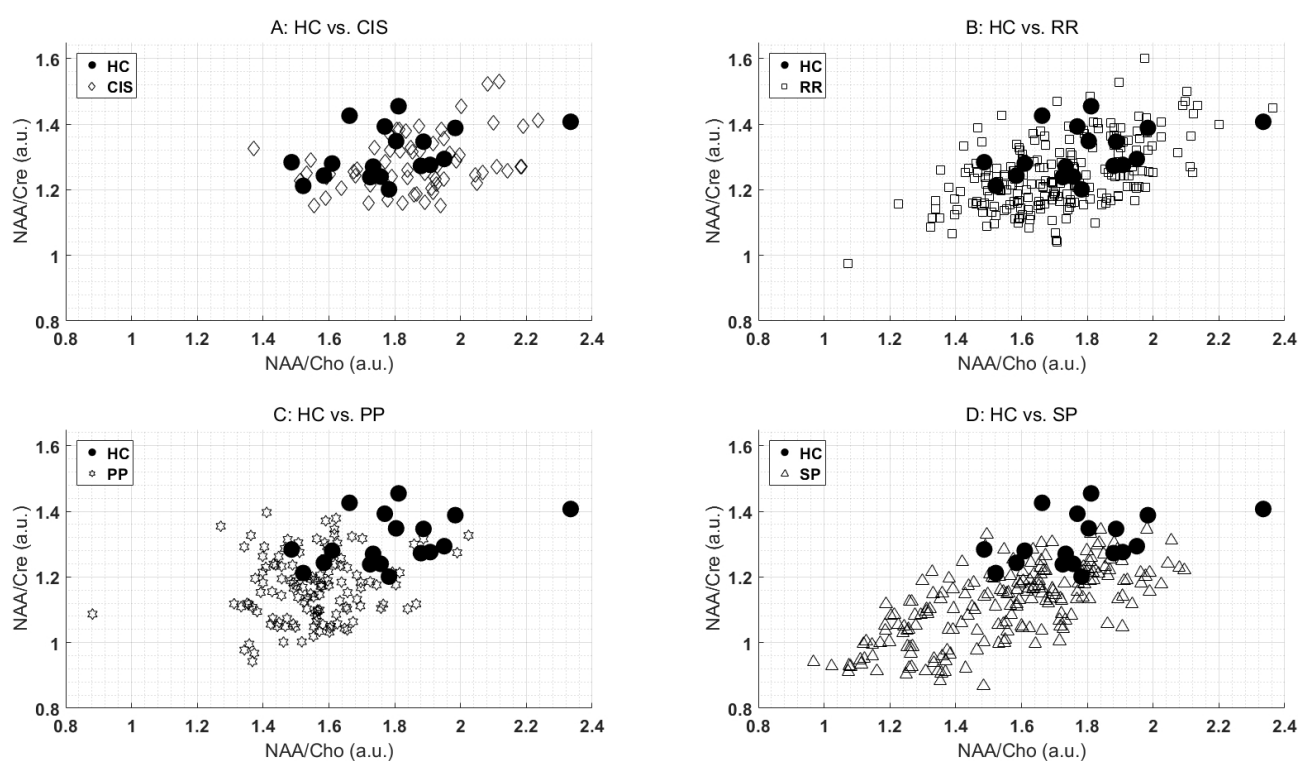 A: HC vs. CIS
1.6
1.4
1.2
1
0.8
NAA/Cre (a.u.)
HC
CIS
0.8 1 1.2 1.4 1.6 1.8 2 2.2 2.4
NAA/Cho (a.u.)
B: HC vs. RR
1.6
1.4
1.2
1
0.8
NAA/Cre (a.u.)
HC
RR
0.8 1 1.2 1.4 1.6 1.8 2 2.2 2.4
NAA/Cho (a.u.)
C: HC vs. PP
1.6
1.4
1.2
1
0.8
NAA/Cre (a.u.)
HC
PP
0.8 1 1.2 1.4 1.6 1.8 2 2.2 2.4
NAA/Cho (a.u.)
D: HC vs. SP
1.6
1.4
1.2
1
0.8
NAA/Cre (a.u.)
HC
SP
0.8 1 1.2 1.4 1.6 1.8 2 2.2 2.4
NAA/Cho (a.u.)